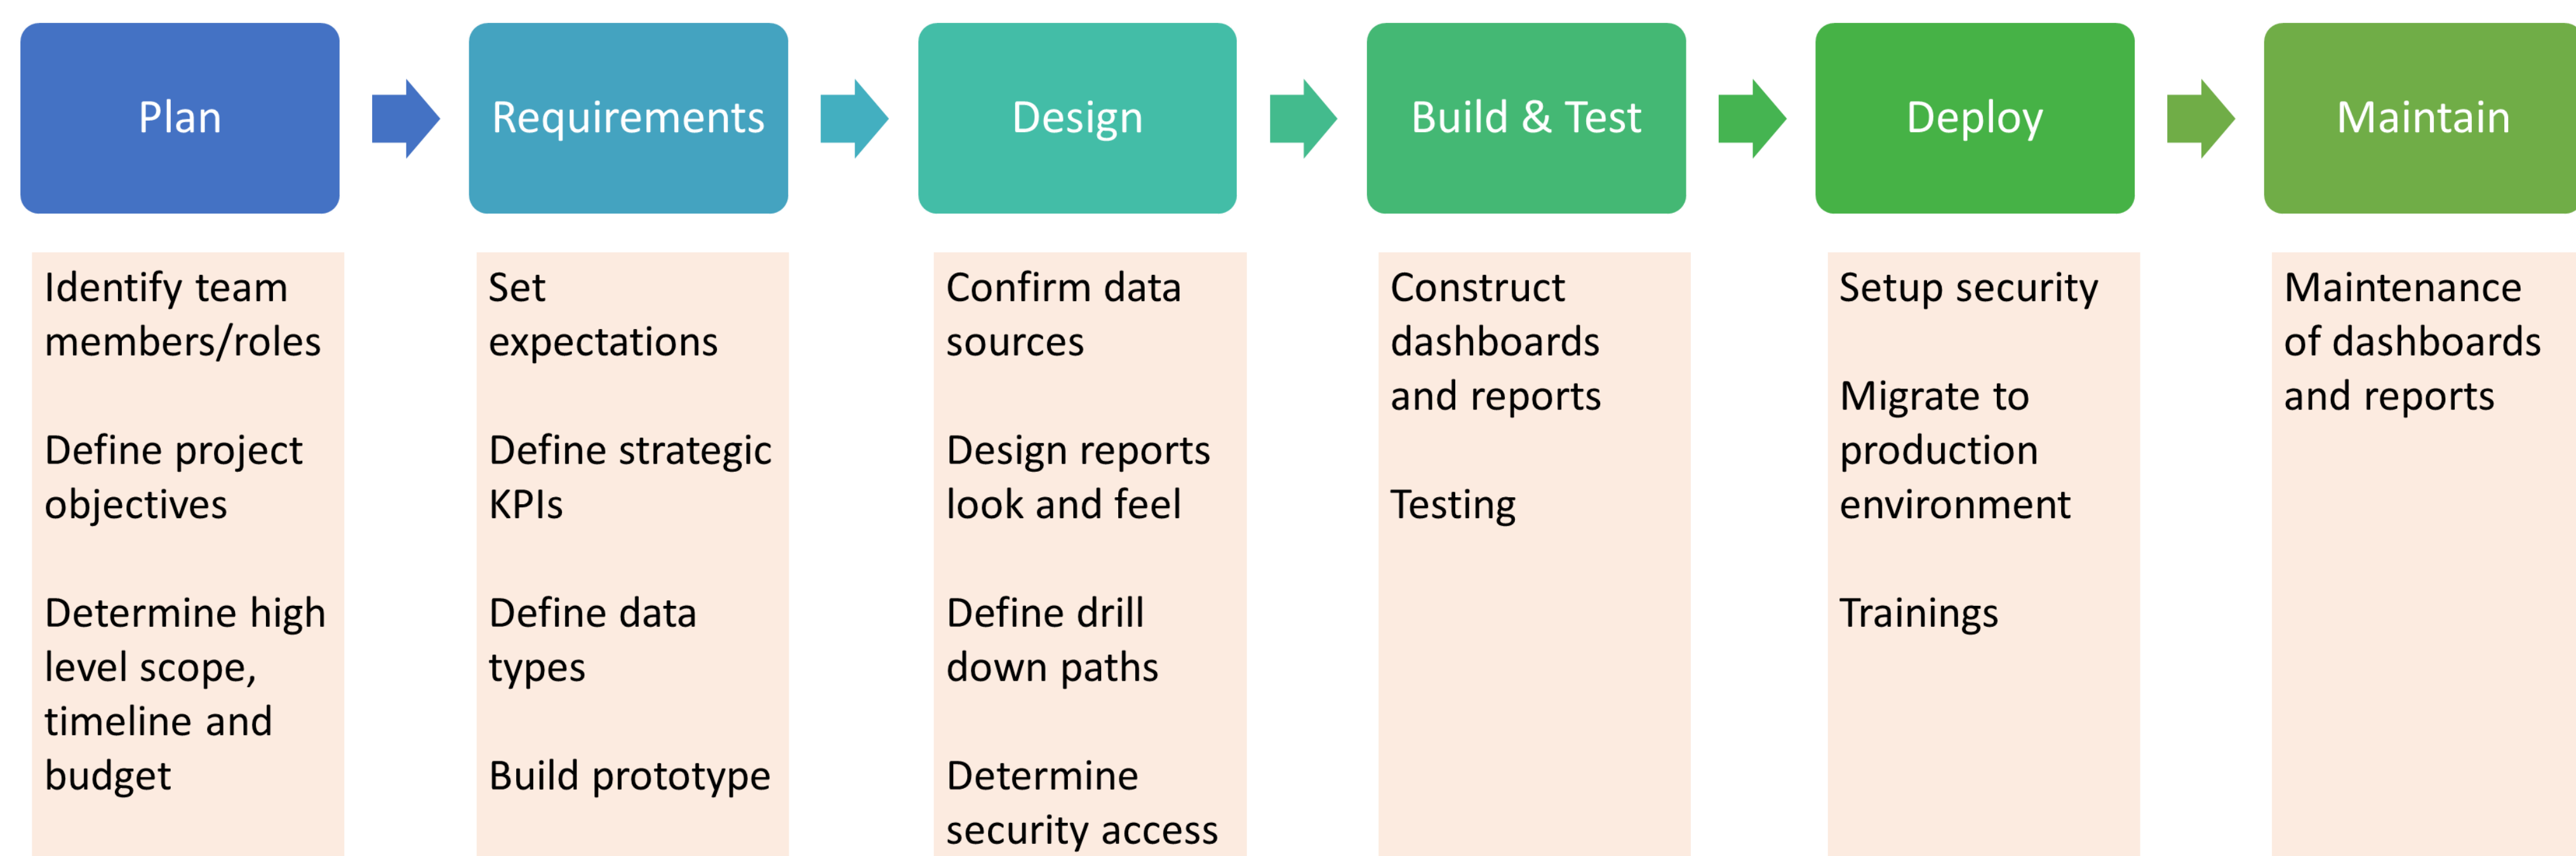 Plan
Requirements
Design
Build & Test
Deploy
Maintain
Identify team
members/roles
Define project
objectives
Determine high
level scope,
timeline and
budget
Set
expectations
Define strategic
KPIs
Define data
types
Build prototype
Confirm data
sources
Design reports
look and feel
Define drill
down paths
Determine
security access
Construct
dashboards
and reports
Testing
Setup security
Migrate to
production
environment
Trainings
Maintenance
of dashboards
and reports